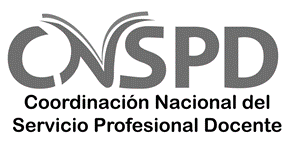 CNSPD
Coordinación Nacional del
Servicio Profesional Docente